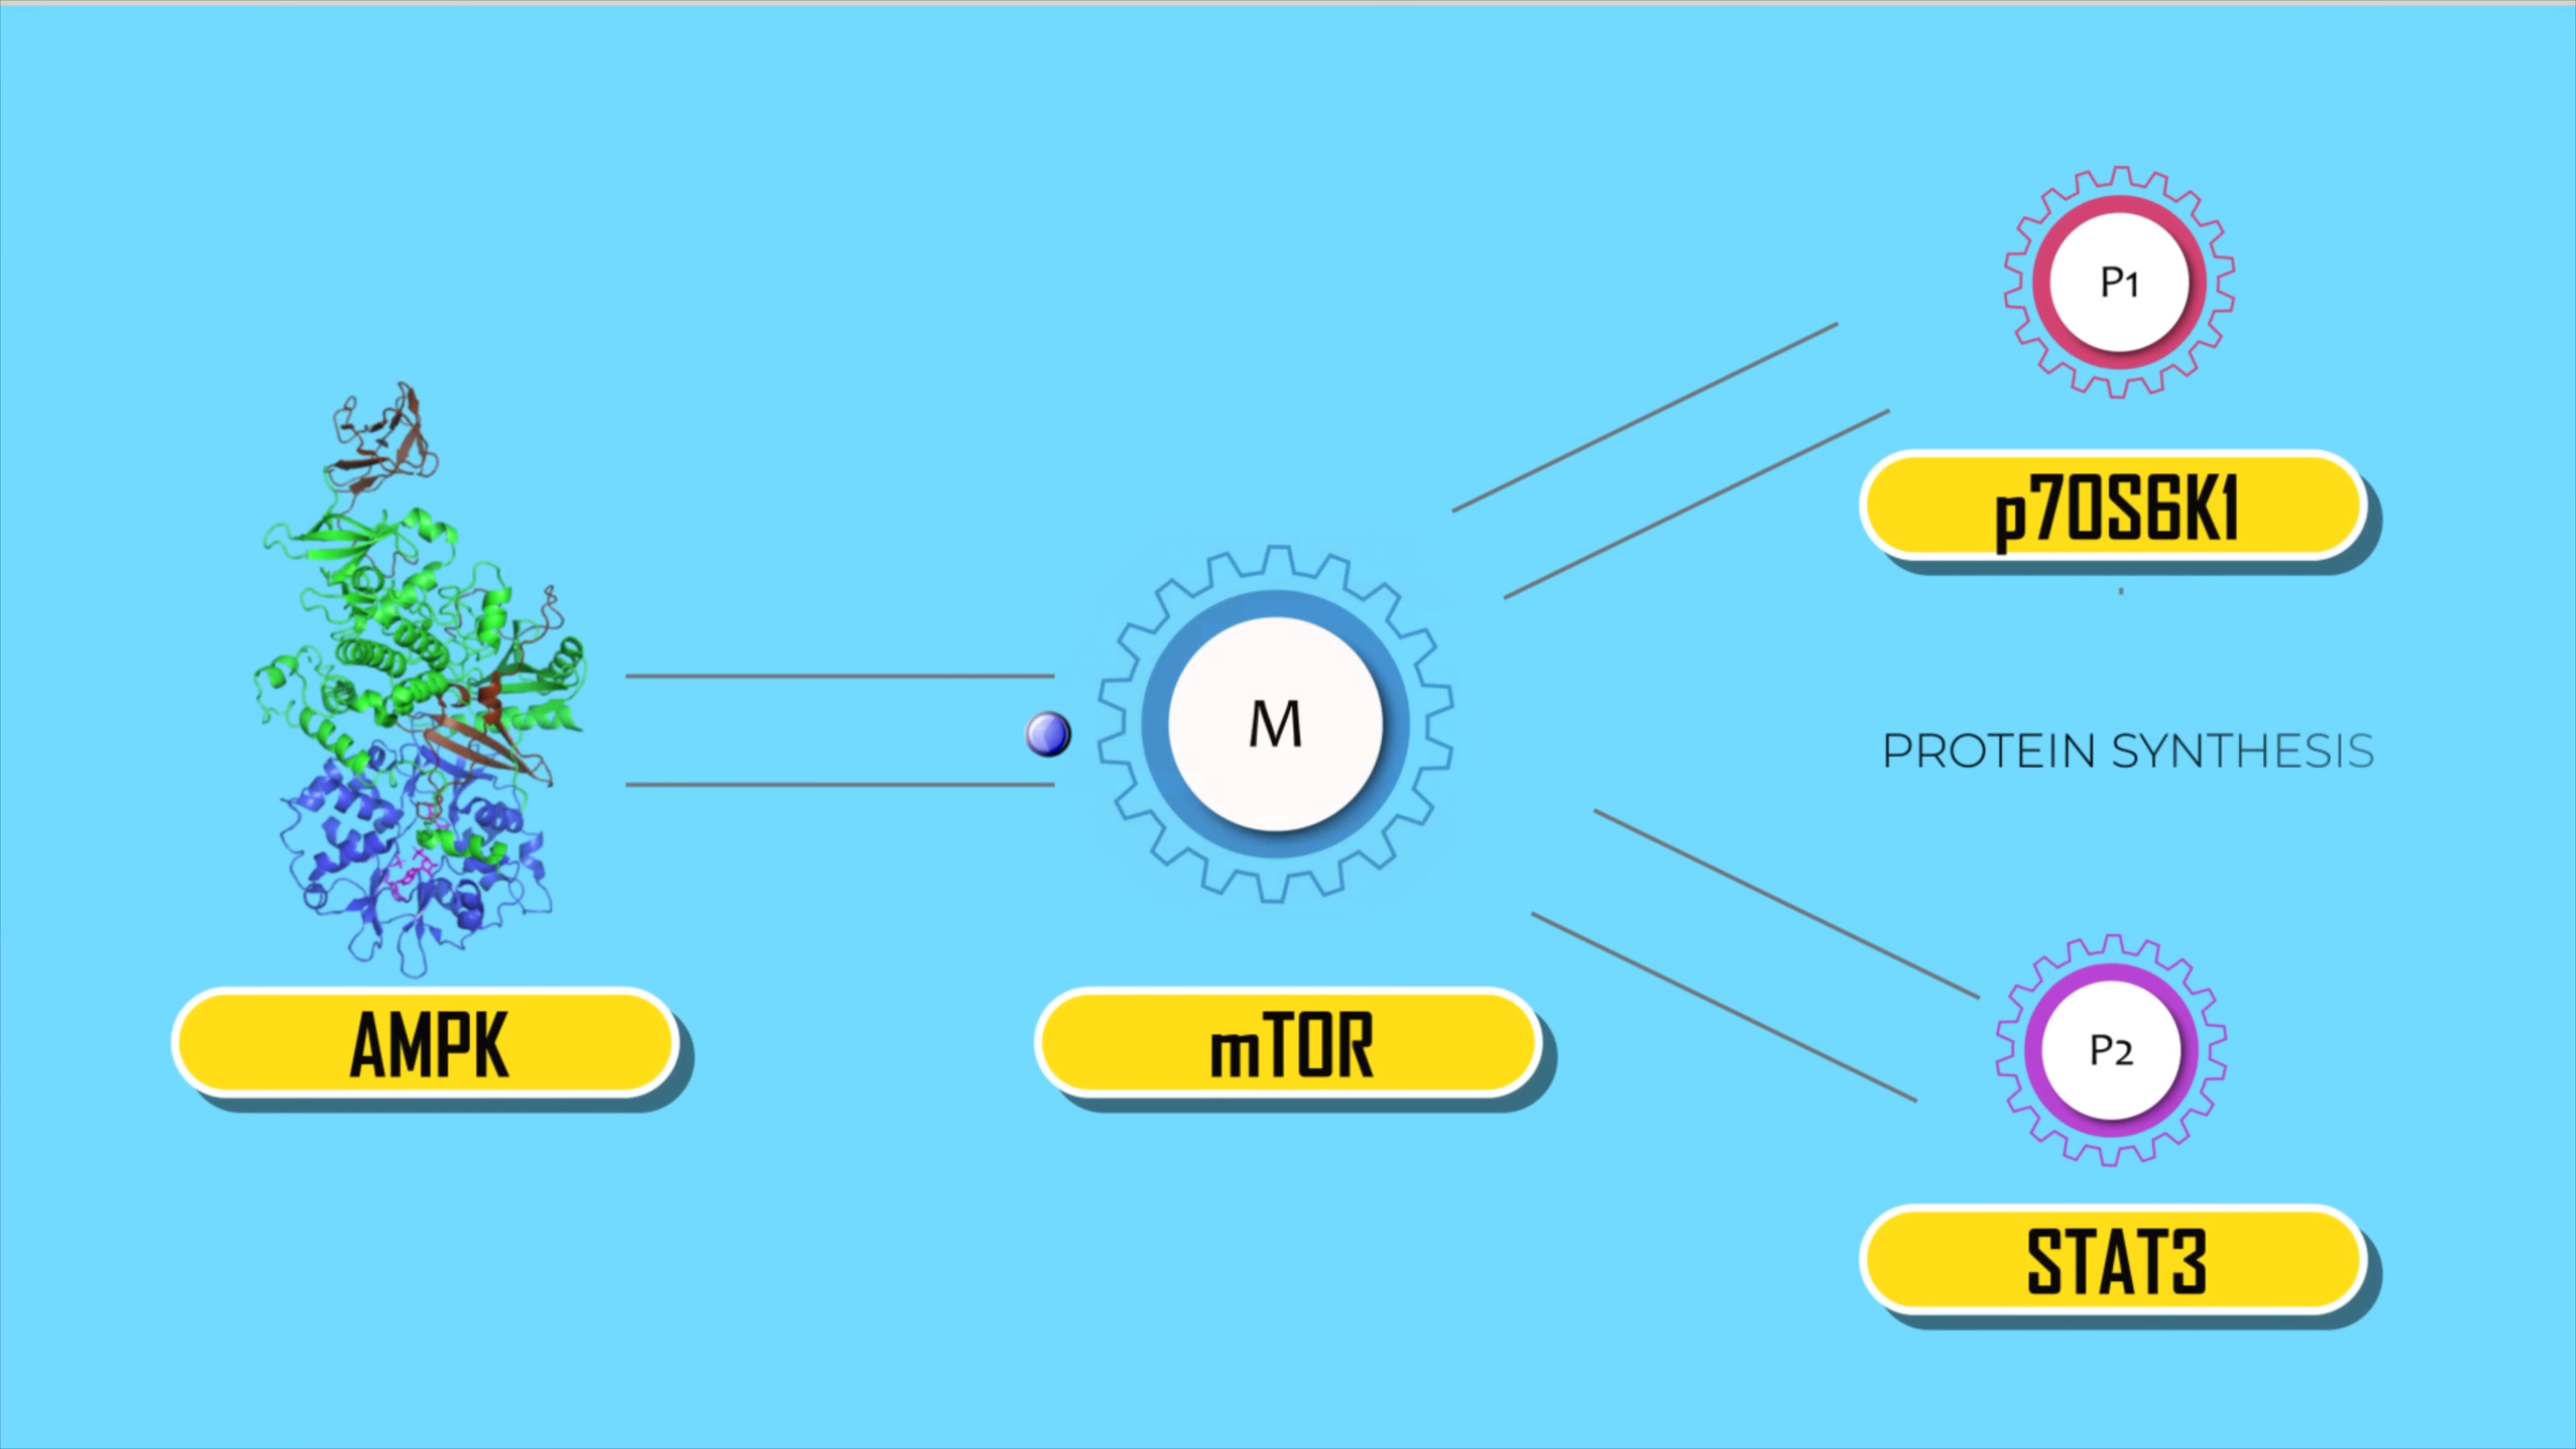 P1
p70S6K1
M
PROTEIN SYNTHESIS
AMPK
mTOR
P2
STAT3